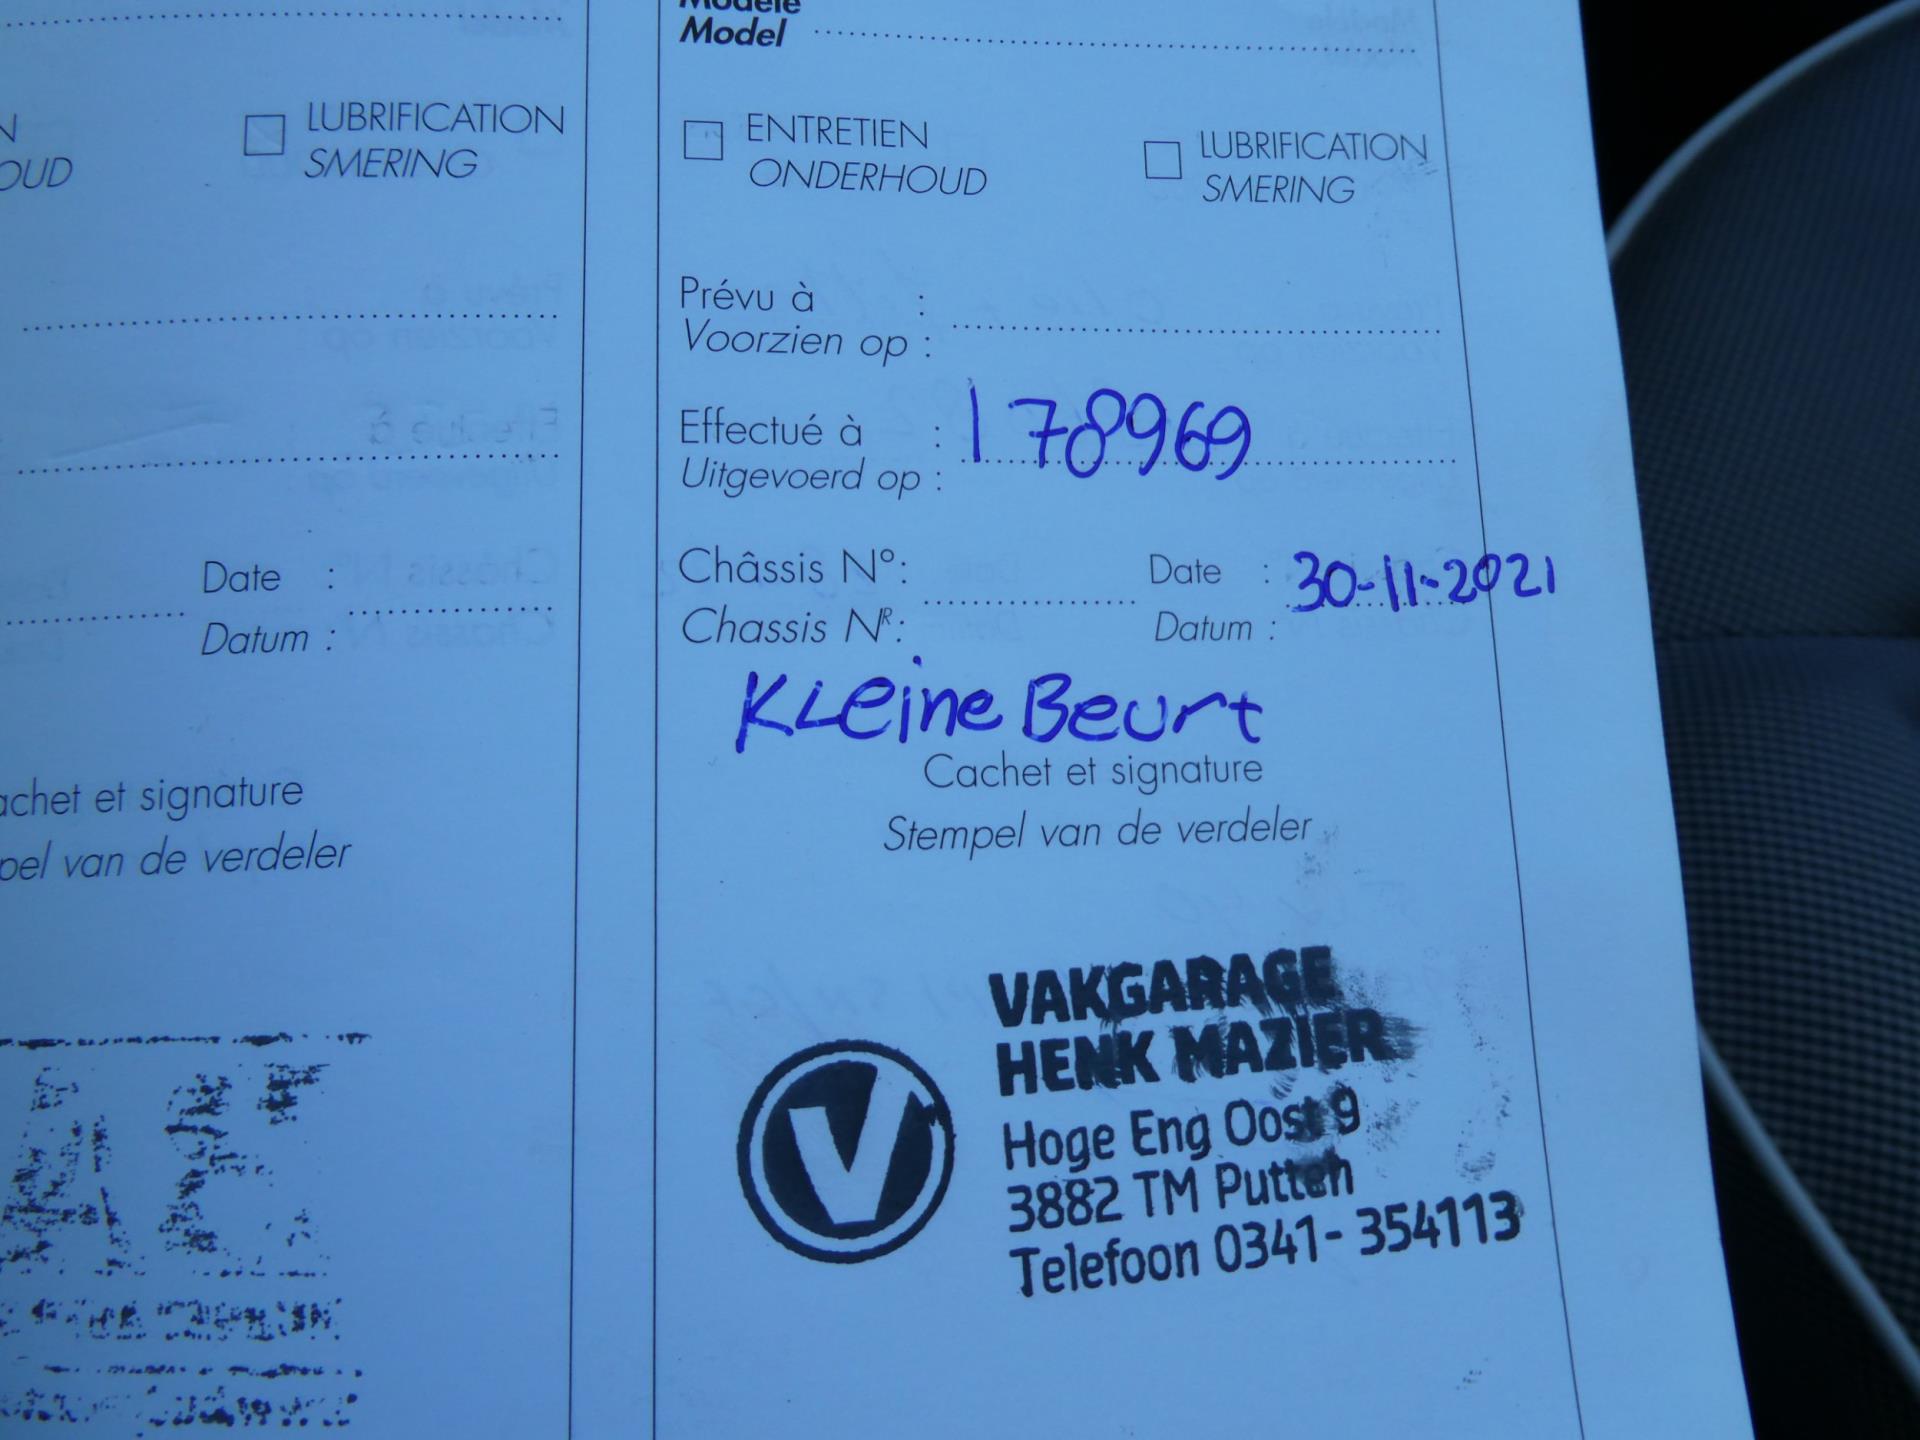 Modèle
Model
LUBRIFICATION
SMERING
ENTRETIEN
ONDERHOUD
LUBRIFICATION
SMERING
Prévu à :
Voorzien op :
Effectué à : 178969
Uitgevoerd op :
Date :
Datum :
Châssis N°: Date : 30-11-2021
Chassis NR: Datum :
Kleine Beurt
Cachet et signature
Stempel van de verdeler
achet et signature
pel van de verdeler
VAKGARAGE
HENK MAZIER
V
Hoge Eng Oost 9
3882 TM Putten
Telefoon 0341-354113